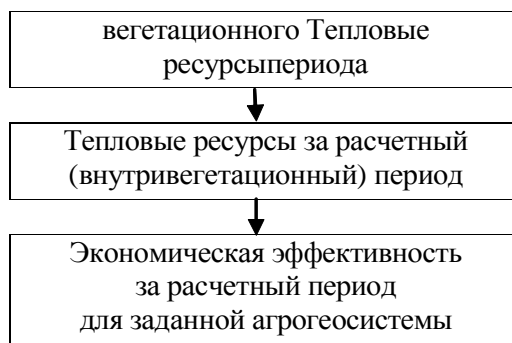 вегетационного Тепловые
ресурсыпериода
Тепловые ресурсы за расчетный
(внутривегетационный) период
Экономическая эффективность
за расчетный период
для заданной агрогеосистемы